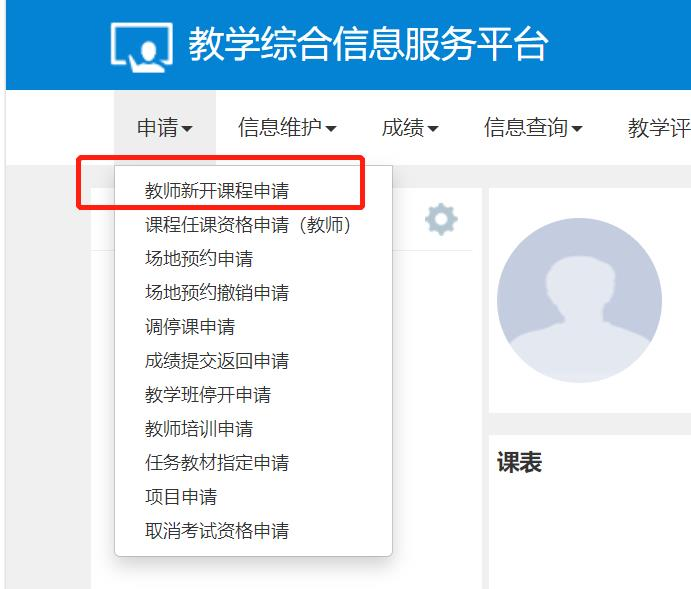 教学综合信息服务平台
申请 信息维护 成绩 信息查询 教学评
教师新开课程申请
课程任课资格申请（教师）
场地预约申请
场地预约撤销申请
调停课申请
成绩提交返回申请
教学班停开申请
教师培训申请
任务教材指定申请
项目申请
取消考试资格申请
课表